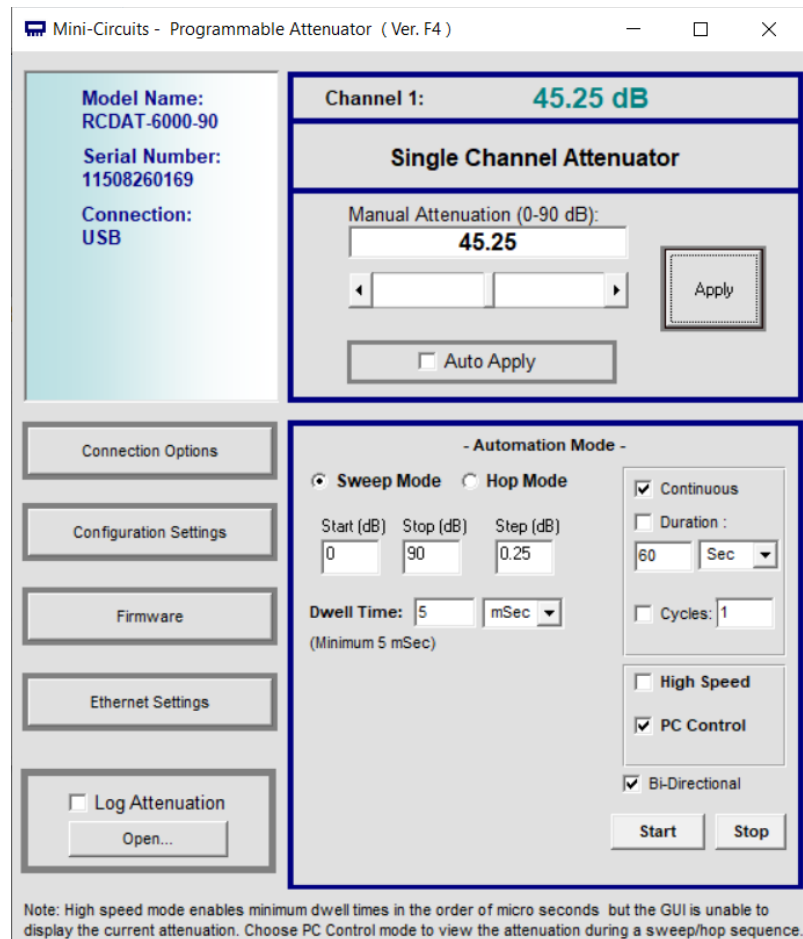 Mini-Circuits - Programmable Attenuator ( Ver. F4 )
Model Name:
RCDAT-6000-90
Serial Number:
11508260169
Connection:
USB
Channel 1: 45.25 dB
Single Channel Attenuator
Manual Attenuation (0-90 dB):
45.25
Apply
Auto Apply
Connection Options
Configuration Settings
Firmware
Ethernet Settings
Log Attenuation
Open...
- Automation Mode -
Sweep Mode Hop Mode
Start (dB) Stop (dB) Step (dB)
0 90 0.25
Dwell Time: 5 mSec
(Minimum 5 mSec)
Continuous
Duration :
60 Sec
Cycles: 1
High Speed
PC Control
Bi-Directional
Start Stop
Note: High speed mode enables minimum dwell times in the order of micro seconds but the GUI is unable to
display the current attenuation. Choose PC Control mode to view the attenuation during a sweep/hop sequence.